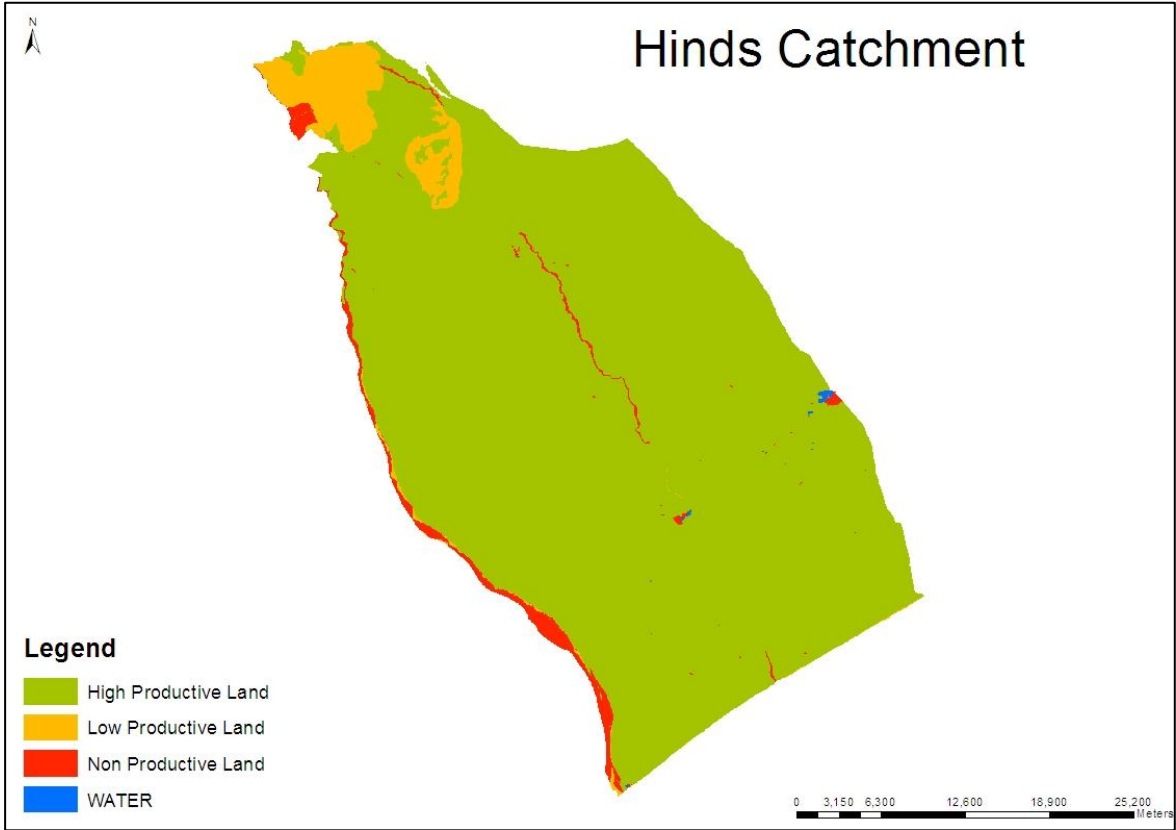 N
Hinds Catchment
Legend
High Productive Land
Low Productive Land
Non Productive Land
WATER
0 3,150 6,300 12,600 18,900 25,200
Meters